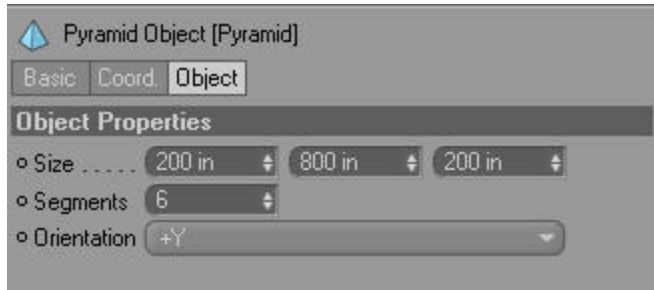 Pyramid Object [Pyramid]
Basic Coord. Object
Object Properties
Size ..... 200 in 800 in 200 in
Segments 6
Orientation +Y